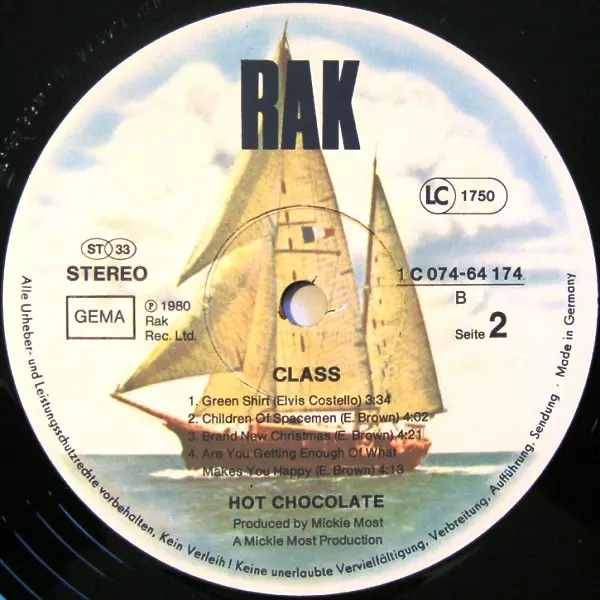 RAK
LC 1750
ST 33
STEREO
1 C 074-64 174
GEMA
℗ 1980
Rak
Rec. Ltd.
B
Seite 2
CLASS
1. Green Shirt (Elvis Costello) 3:34
2. Children Of Spacemen (E. Brown) 4:02
3. Brand New Christmas (E. Brown) 4:21
4. Are You Getting Enough Of What
Makes You Happy (E. Brown) 4:13
HOT CHOCOLATE
Produced by Mickie Most
A Mickie Most Production
Alle Urheber- und Leistungsschutzrechte vorbehalten. Kein Verleih! Keine unerlaubte Vervielfältigung, Verbreitung, Aufführung, Sendung · Made in Germany